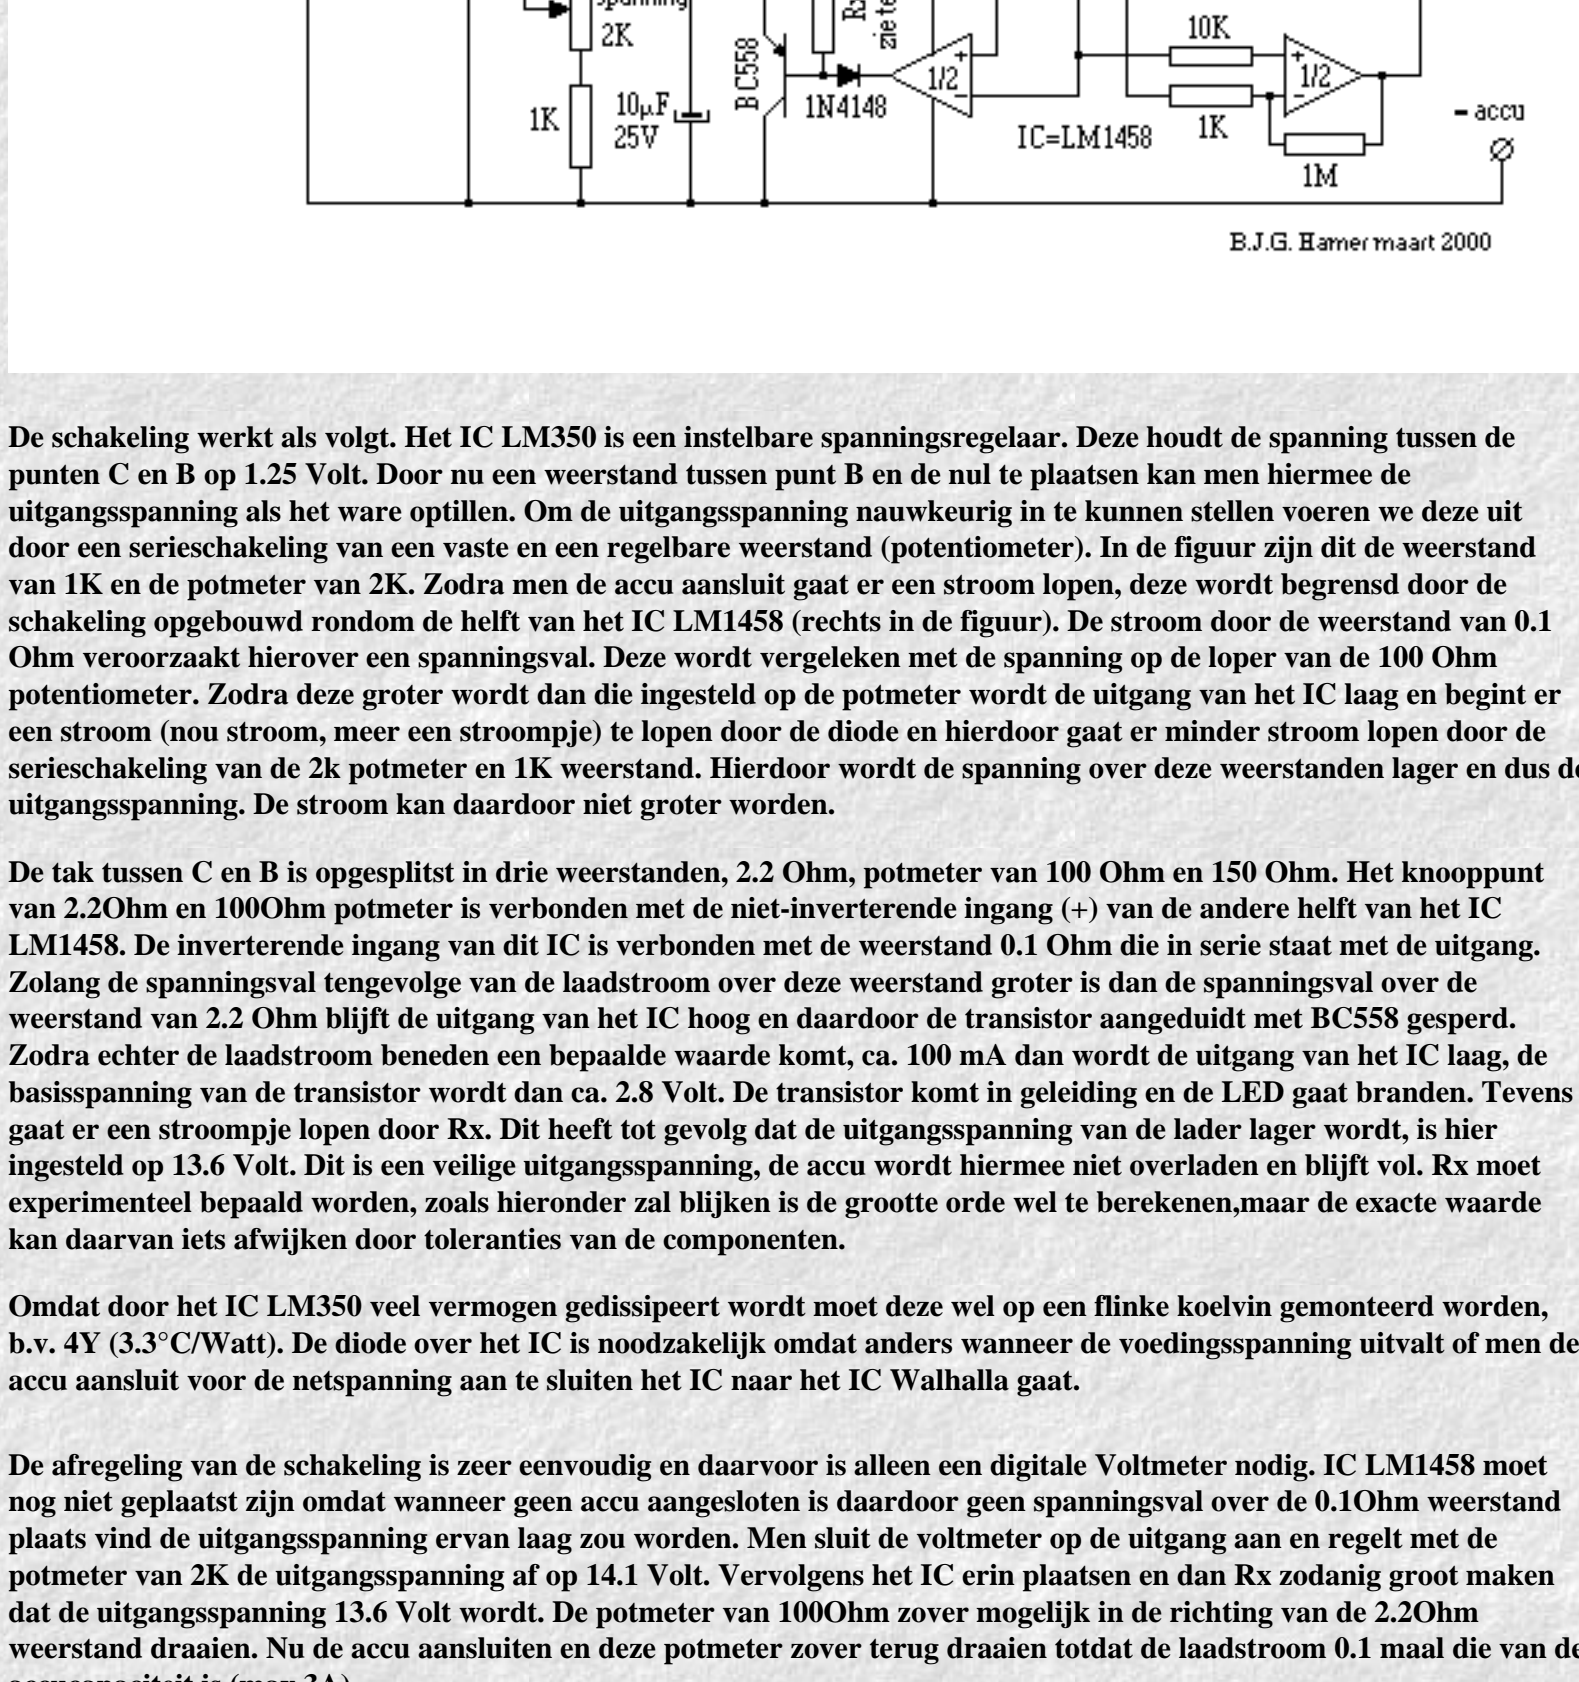 spanning
2K
BC558
Rx
zie te
1/2
+
−
1N4148
10K
+
1/2
−
1K
10µF
25V
1K
IC=LM1458
1M
− accu
B.J.G. Hamer maart 2000
De schakeling werkt als volgt. Het IC LM350 is een instelbare spanningsregelaar. Deze houdt de spanning tussen de
punten C en B op 1.25 Volt. Door nu een weerstand tussen punt B en de nul te plaatsen kan men hiermee de
uitgangsspanning als het ware optillen. Om de uitgangsspanning nauwkeurig in te kunnen stellen voeren we deze uit
door een serieschakeling van een vaste en een regelbare weerstand (potentiometer). In de figuur zijn dit de weerstand
van 1K en de potmeter van 2K. Zodra men de accu aansluit gaat er een stroom lopen, deze wordt begrensd door de
schakeling opgebouwd rondom de helft van het IC LM1458 (rechts in de figuur). De stroom door de weerstand van 0.1
Ohm veroorzaakt hierover een spanningsval. Deze wordt vergeleken met de spanning op de loper van de 100 Ohm
potentiometer. Zodra deze groter wordt dan die ingesteld op de potmeter wordt de uitgang van het IC laag en begint er
een stroom (nou stroom, meer een stroompje) te lopen door de diode en hierdoor gaat er minder stroom lopen door de
serieschakeling van de 2k potmeter en 1K weerstand. Hierdoor wordt de spanning over deze weerstanden lager en dus de
uitgangsspanning. De stroom kan daardoor niet groter worden.
De tak tussen C en B is opgesplitst in drie weerstanden, 2.2 Ohm, potmeter van 100 Ohm en 150 Ohm. Het knooppunt
van 2.2Ohm en 100Ohm potmeter is verbonden met de niet-inverterende ingang (+) van de andere helft van het IC
LM1458. De inverterende ingang van dit IC is verbonden met de weerstand 0.1 Ohm die in serie staat met de uitgang.
Zolang de spanningsval tengevolge van de laadstroom over deze weerstand groter is dan de spanningsval over de
weerstand van 2.2 Ohm blijft de uitgang van het IC hoog en daardoor de transistor aangeduidt met BC558 gesperd.
Zodra echter de laadstroom beneden een bepaalde waarde komt, ca. 100 mA dan wordt de uitgang van het IC laag, de
basisspanning van de transistor wordt dan ca. 2.8 Volt. De transistor komt in geleiding en de LED gaat branden. Tevens
gaat er een stroompje lopen door Rx. Dit heeft tot gevolg dat de uitgangsspanning van de lader lager wordt, is hier
ingesteld op 13.6 Volt. Dit is een veilige uitgangsspanning, de accu wordt hiermee niet overladen en blijft vol. Rx moet
experimenteel bepaald worden, zoals hieronder zal blijken is de grootte orde wel te berekenen,maar de exacte waarde
kan daarvan iets afwijken door toleranties van de componenten.
Omdat door het IC LM350 veel vermogen gedissipeert wordt moet deze wel op een flinke koelvin gemonteerd worden,
b.v. 4Y (3.3°C/Watt). De diode over het IC is noodzakelijk omdat anders wanneer de voedingsspanning uitvalt of men de
accu aansluit voor de netspanning aan te sluiten het IC naar het IC Walhalla gaat.
De afregeling van de schakeling is zeer eenvoudig en daarvoor is alleen een digitale Voltmeter nodig. IC LM1458 moet
nog niet geplaatst zijn omdat wanneer geen accu aangesloten is daardoor geen spanningsval over de 0.1Ohm weerstand
plaats vind de uitgangsspanning ervan laag zou worden. Men sluit de voltmeter op de uitgang aan en regelt met de
potmeter van 2K de uitgangsspanning af op 14.1 Volt. Vervolgens het IC erin plaatsen en dan Rx zodanig groot maken
dat de uitgangsspanning 13.6 Volt wordt. De potmeter van 100Ohm zover mogelijk in de richting van de 2.2Ohm
weerstand draaien. Nu de accu aansluiten en deze potmeter zover terug draaien totdat de laadstroom 0.1 maal die van de
accucapaciteit is (max 3A)